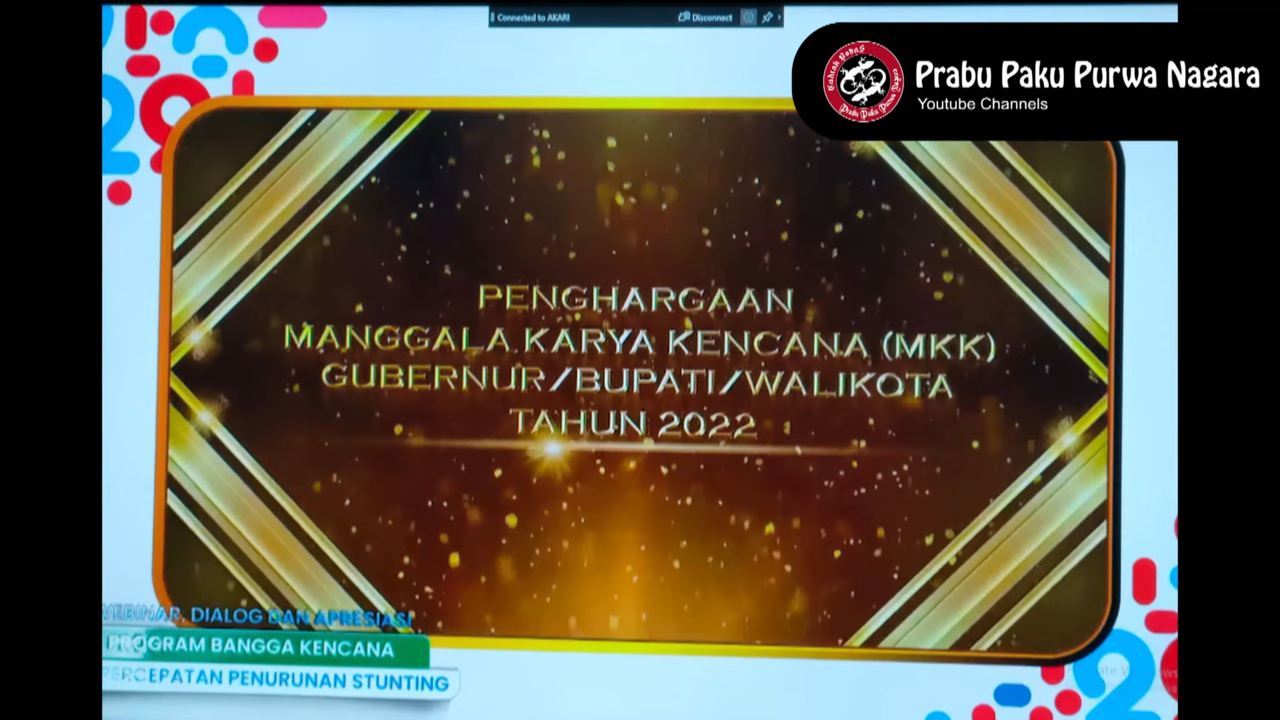 Connected to AKARI
Disconnect
Prabu Paku Purwa Nagara
Youtube Channels
PENGHARGAAN
MANGGALA KARYA KENCANA (MKK)
GUBERNUR/BUPATI/WALIKOTA
TAHUN 2022
WEBINAR, DIALOG DAN APRESIASI
PROGRAM BANGGA KENCANA
PERCEPATAN PENURUNAN STUNTING